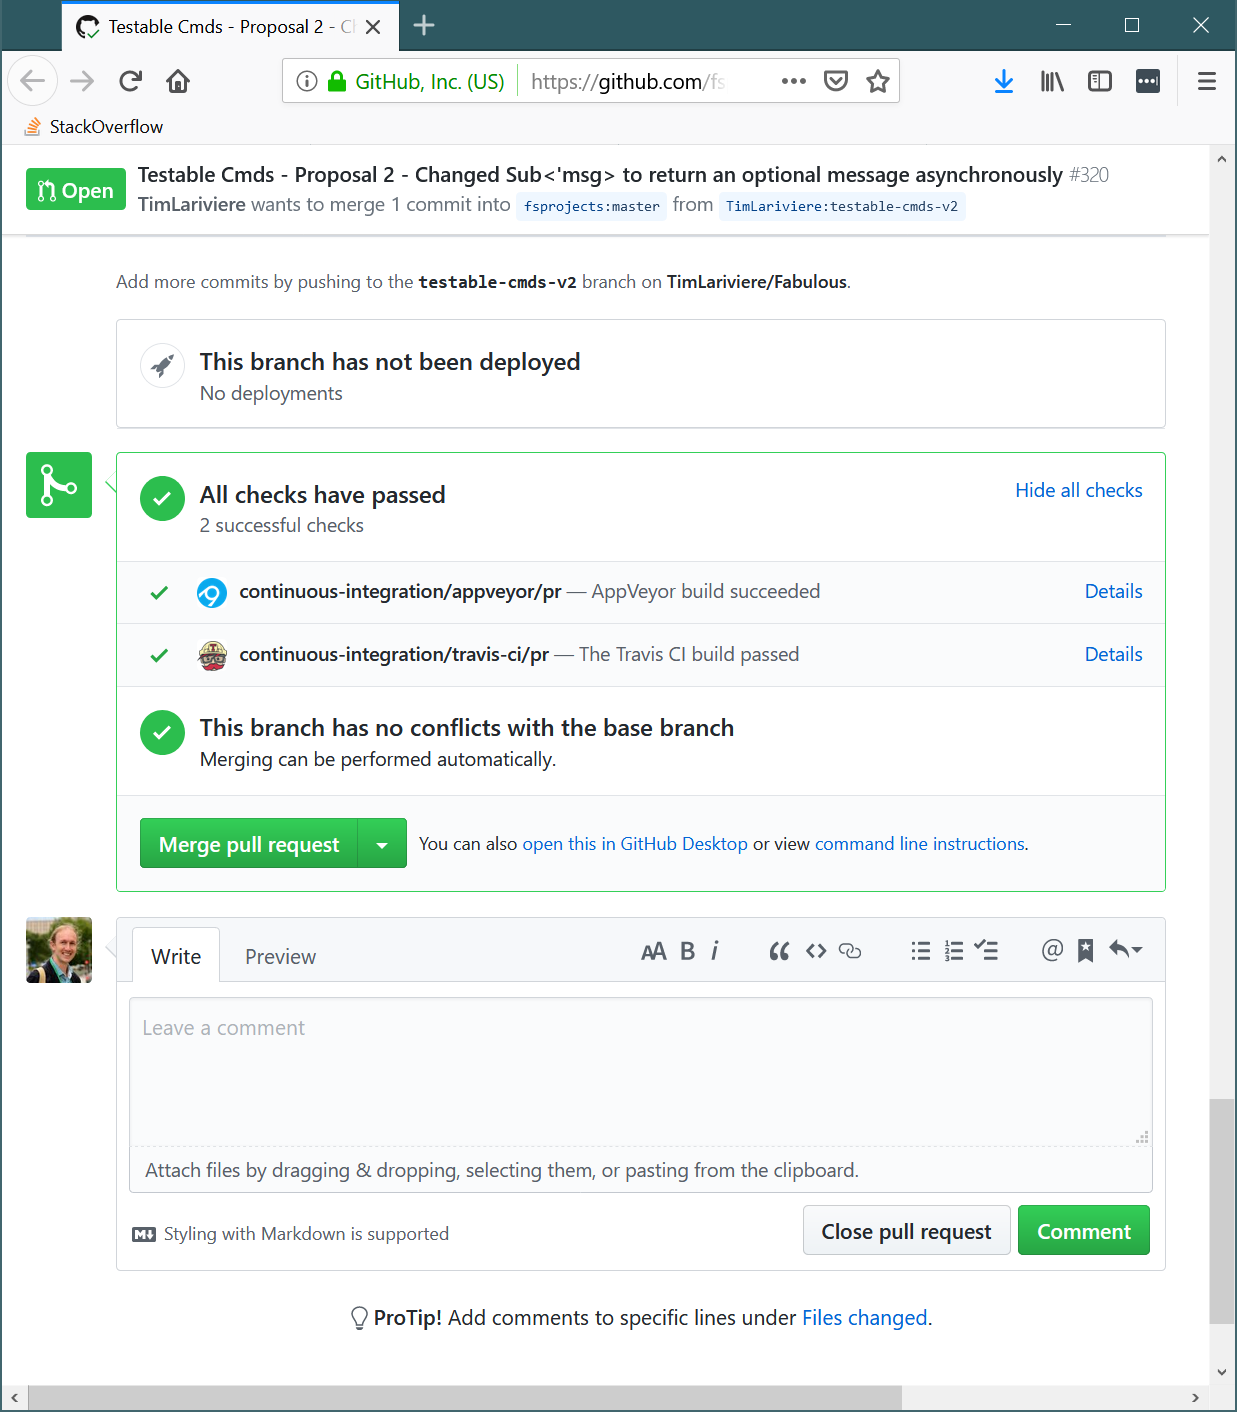 Testable Cmds - Proposal 2 - Cl
GitHub, Inc. (US) https://github.com/fs
StackOverflow
Open
Testable Cmds - Proposal 2 - Changed Sub<'msg> to return an optional message asynchronously #320
TimLariviere wants to merge 1 commit into fsprojects:master from TimLariviere:testable-cmds-v2
Add more commits by pushing to the testable-cmds-v2 branch on TimLariviere/Fabulous.
This branch has not been deployed
No deployments
All checks have passed
Hide all checks
2 successful checks
continuous-integration/appveyor/pr — AppVeyor build succeeded Details
continuous-integration/travis-ci/pr — The Travis CI build passed Details
This branch has no conflicts with the base branch
Merging can be performed automatically.
Merge pull request You can also open this in GitHub Desktop or view command line instructions.
Write Preview AA B i
Leave a comment
Attach files by dragging & dropping, selecting them, or pasting from the clipboard.
Styling with Markdown is supported
Close pull request Comment
ProTip! Add comments to specific lines under Files changed.